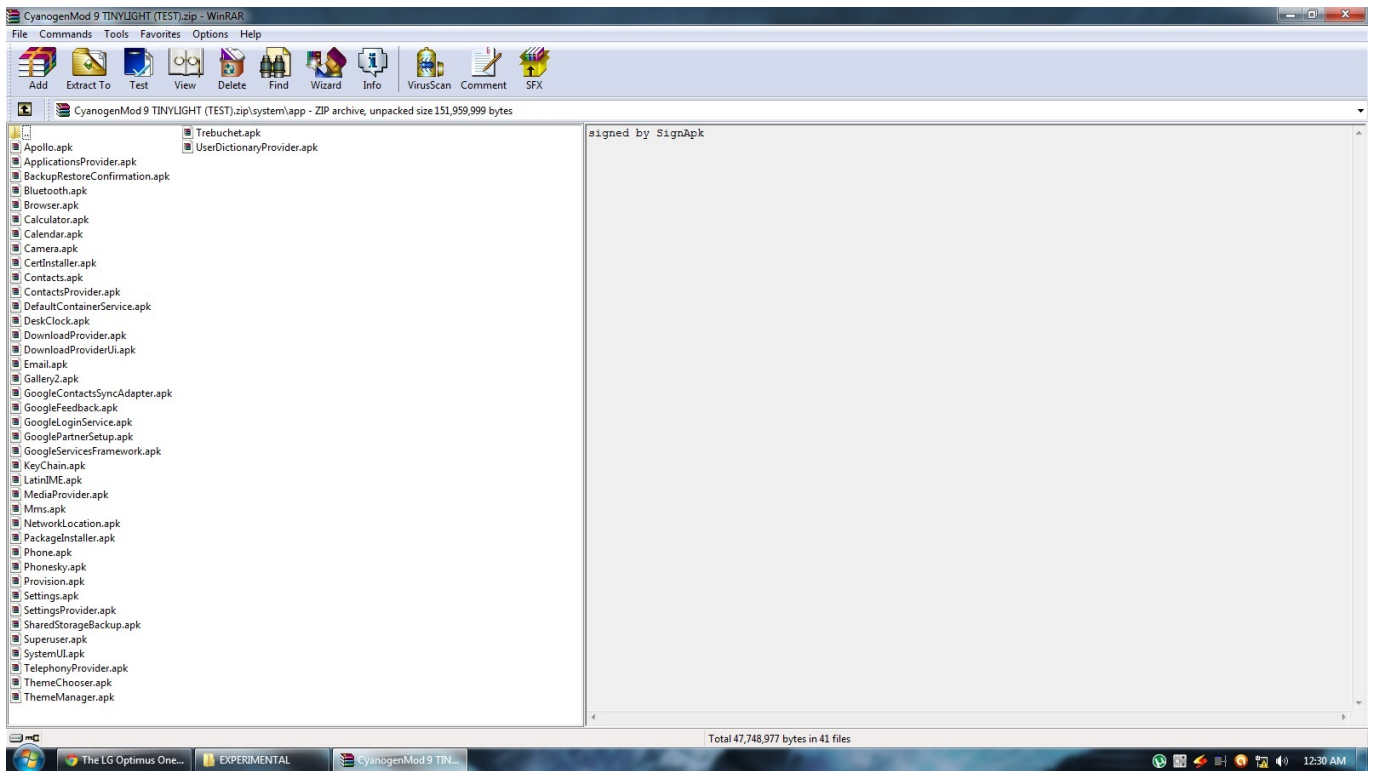 CyanogenMod 9 TINYLIGHT (TEST).zip - WinRAR
File Commands Tools Favorites Options Help
Add Extract To Test View Delete Find Wizard Info VirusScan Comment SFX
CyanogenMod 9 TINYLIGHT (TEST).zip\system\app - ZIP archive, unpacked size 151,959,999 bytes
..
Apollo.apk
ApplicationsProvider.apk
BackupRestoreConfirmation.apk
Bluetooth.apk
Browser.apk
Calculator.apk
Calendar.apk
Camera.apk
CertInstaller.apk
Contacts.apk
ContactsProvider.apk
DefaultContainerService.apk
DeskClock.apk
DownloadProvider.apk
DownloadProviderUi.apk
Email.apk
Gallery2.apk
GoogleContactsSyncAdapter.apk
GoogleFeedback.apk
GoogleLoginService.apk
GooglePartnerSetup.apk
GoogleServicesFramework.apk
KeyChain.apk
LatinIME.apk
MediaProvider.apk
Mms.apk
NetworkLocation.apk
PackageInstaller.apk
Phone.apk
Phonesky.apk
Provision.apk
Settings.apk
SettingsProvider.apk
SharedStorageBackup.apk
Superuser.apk
SystemUI.apk
TelephonyProvider.apk
ThemeChooser.apk
ThemeManager.apk
Trebuchet.apk
UserDictionaryProvider.apk
signed by SignApk
Total 47,748,977 bytes in 41 files
The LG Optimus One... EXPERIMENTAL CyanogenMod 9 TIN... 12:30 AM